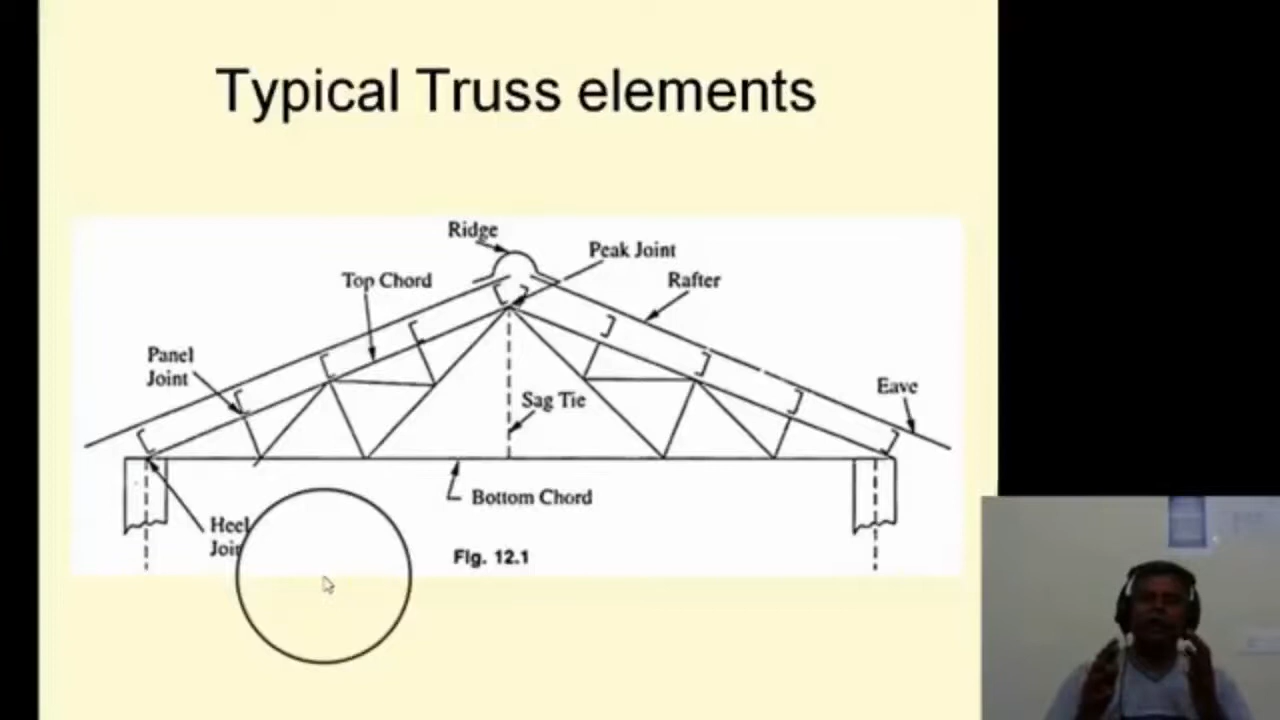 Typical Truss elements
Ridge
Peak Joint
Top Chord
Rafter
Panel
Joint
Eave
Sag Tie
Bottom Chord
Heel
Fig. 12.1